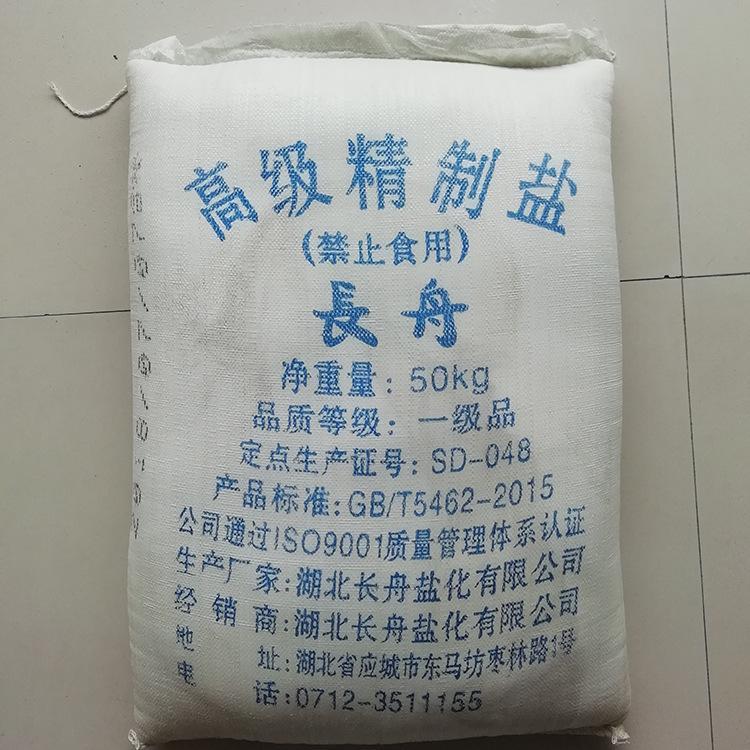 高级精制盐
(禁止食用)
長舟
净重量: 50kg
品质等级: 一级品
定点生产证号: SD-048
产品标准: GB/T5462-2015
公司通过ISO9001质量管理体系认证
生产厂家: 湖北长舟盐化有限公司
经销商: 湖北长舟盐化有限公司
地址: 湖北省应城市东马坊枣林路1号
电话: 0712-3511155